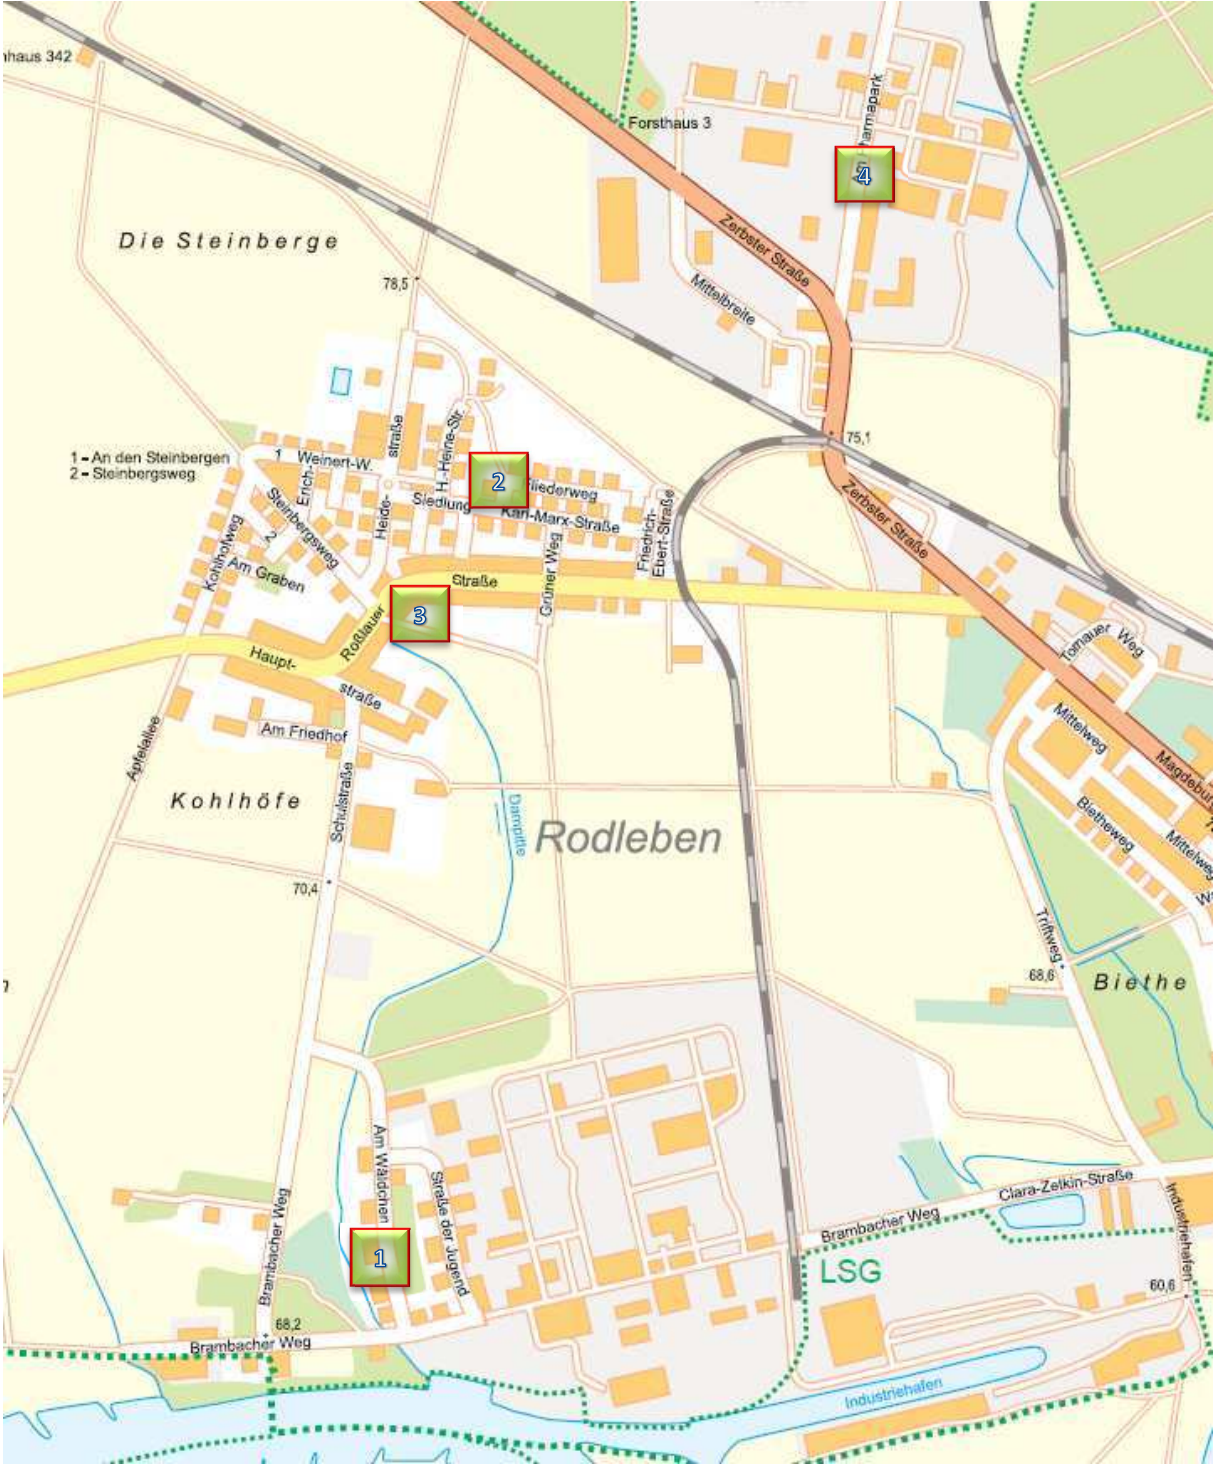 nhaus 342
Forsthaus 3
Pharmapark
4
Die Steinberge
Zerbster Straße
78,5
Mittelbreite
75,1
1 - An den Steinbergen
2 - Steinbergsweg
1
Weinert-W.
Erich-
straße
Heide-
H.-Heine-Str.
2
Fliederweg
Siedlung
Karl-Marx-Straße
Zerbster Straße
Steinbergsweg
2
Kohlhofweg
Am Graben
Friedrich-
Ebert-Straße
Grüner Weg
Straße
3
Roßlauer
Haupt-
straße
Tornauer Weg
Am Friedhof
Apfelallee
Mittelweg
Magdebur
Kohlhöfe
Schulstraße
Dampitte
Rodleben
Bietheweg
Mittelweg
70,4
Triftweg
68,6
Biethe
Am Wäldchen
Straße der Jugend
Clara-Zetkin-Straße
Brambacher Weg
Industriehafen
Brambacher Weg
1
LSG
60,6
68,2
Brambacher Weg
Industriehafen